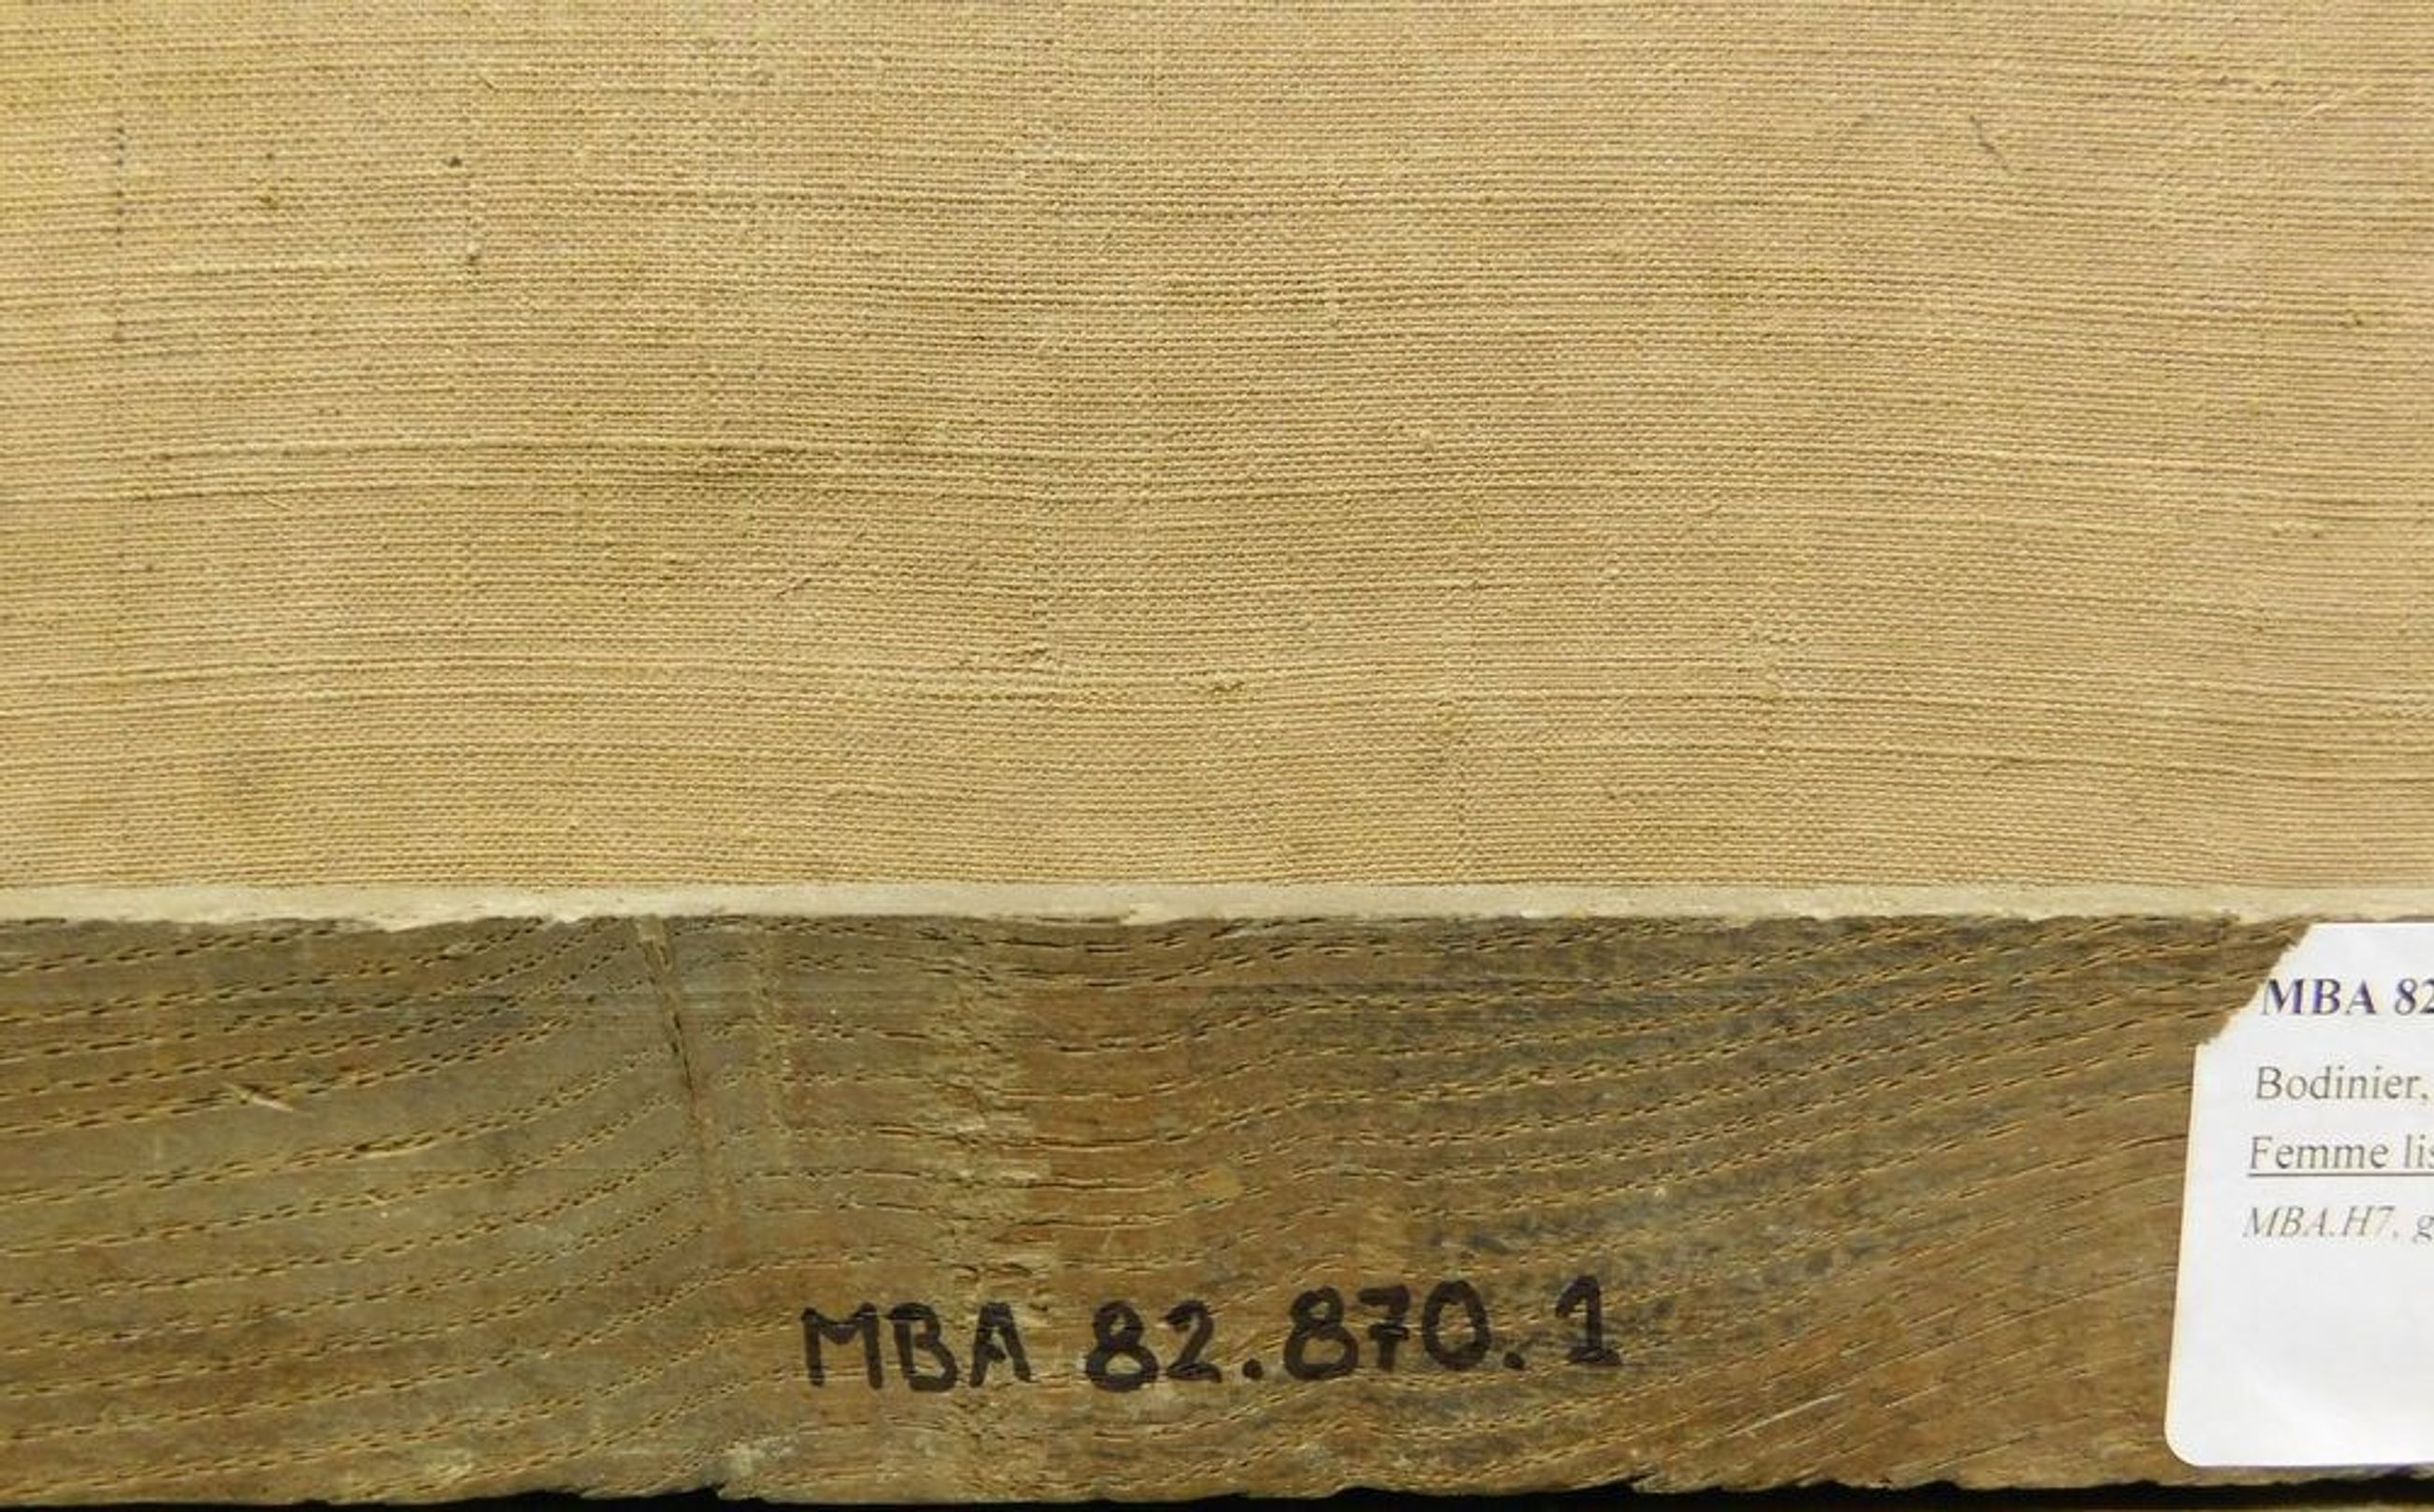 MBA 82.870.1
MBA 82
Bodinier,
Femme lis
MBA.H7, g